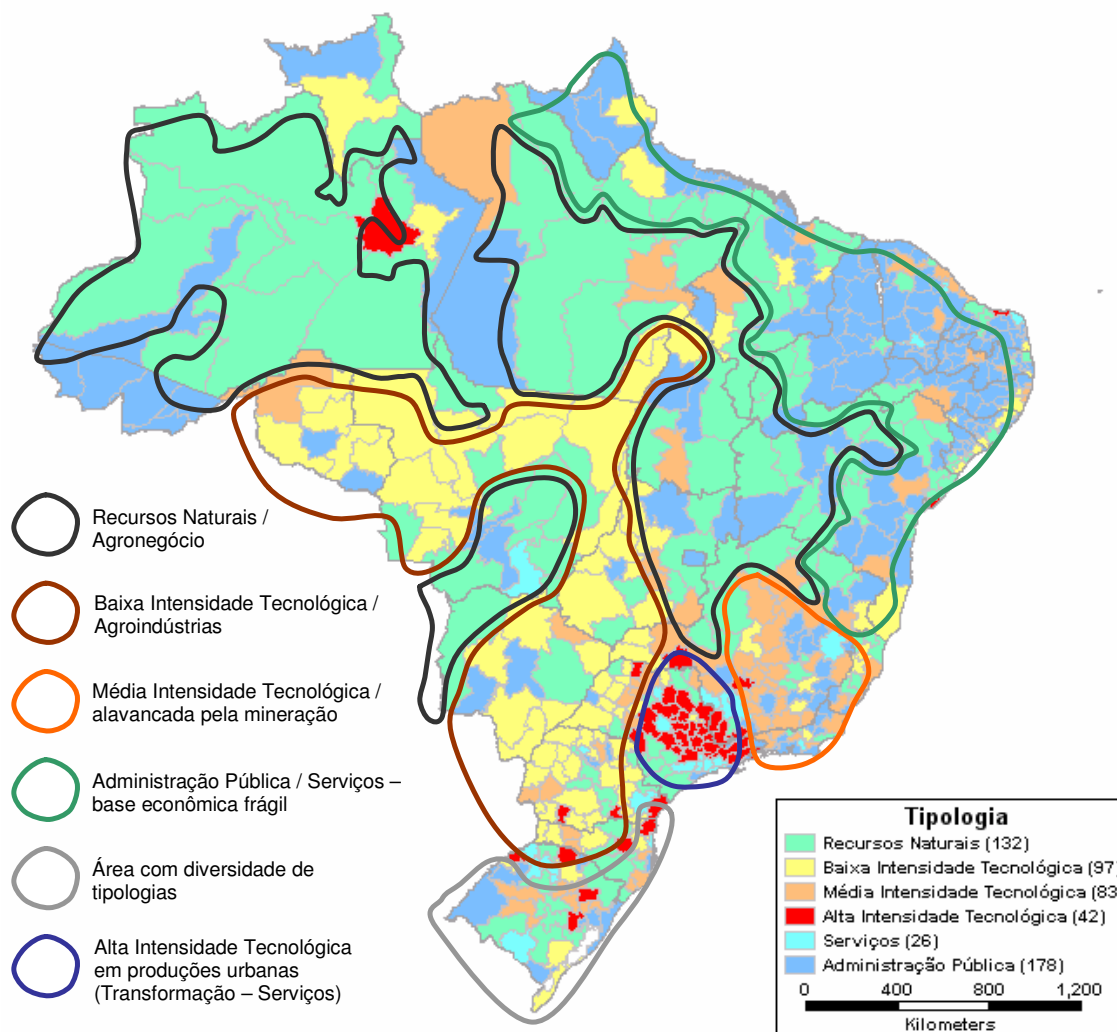 Recursos Naturais /
Agronegócio
Baixa Intensidade Tecnológica /
Agroindústrias
Média Intensidade Tecnológica /
alavancada pela mineração
Administração Pública / Serviços –
base econômica frágil
Área com diversidade de
tipologias
Alta Intensidade Tecnológica
em produções urbanas
(Transformação – Serviços)
Tipologia
Recursos Naturais (132)
Baixa Intensidade Tecnológica (97)
Média Intensidade Tecnológica (83)
Alta Intensidade Tecnológica (42)
Serviços (26)
Administração Pública (178)
0 400 800 1,200
Kilometers